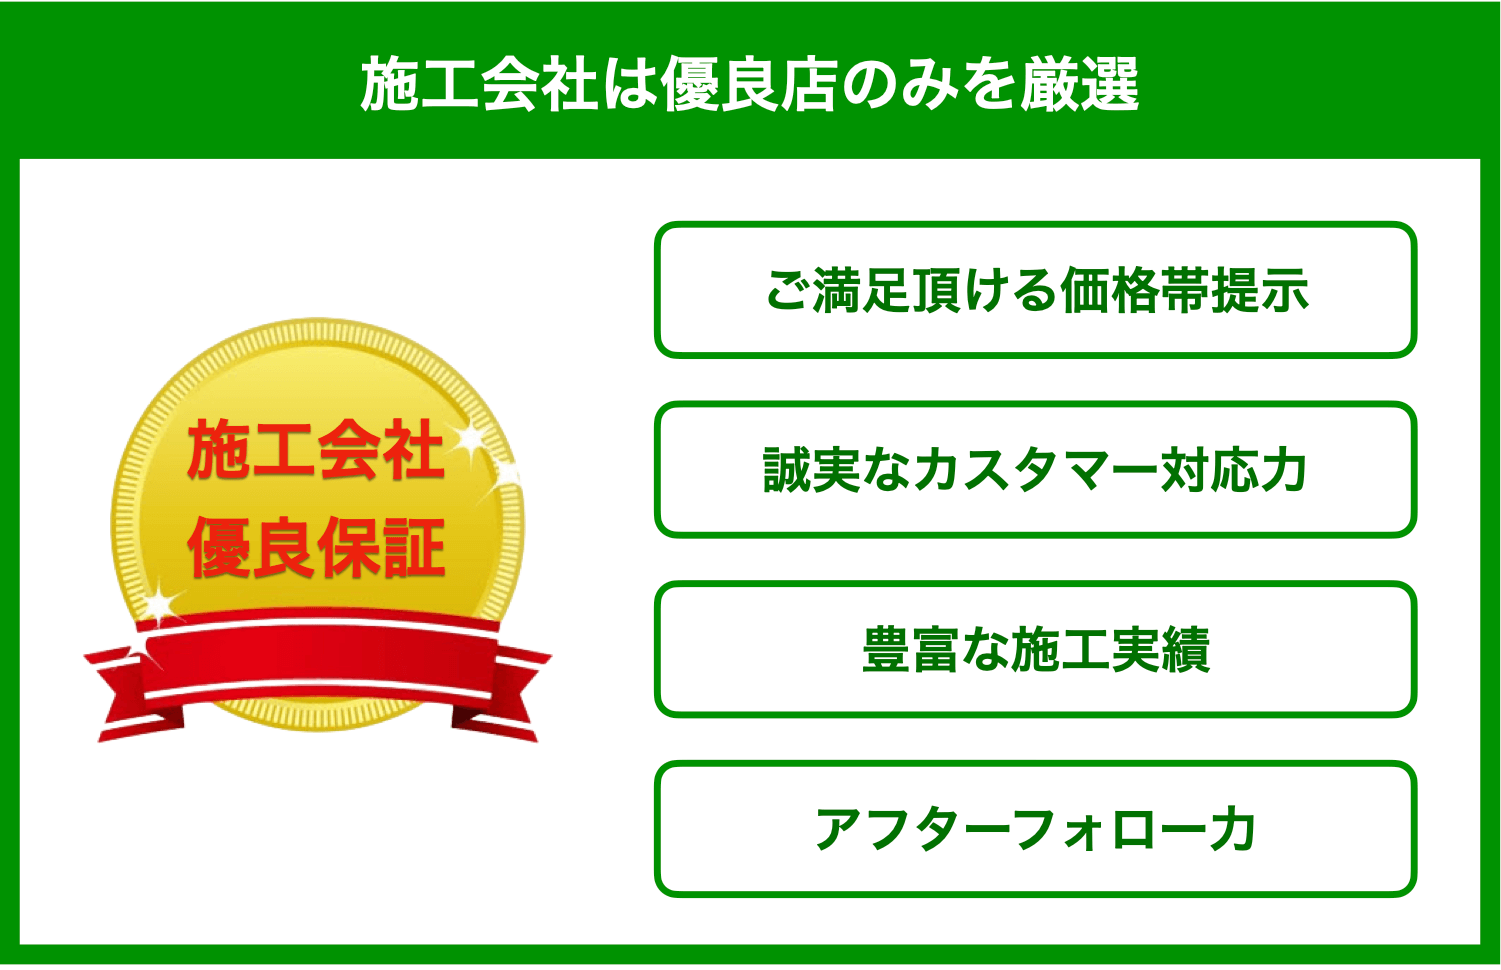 施工会社は優良店のみを厳選
施工会社
優良保証
ご満足頂ける価格帯提示
誠実なカスタマー対応力
豊富な施工実績
アフターフォロー力